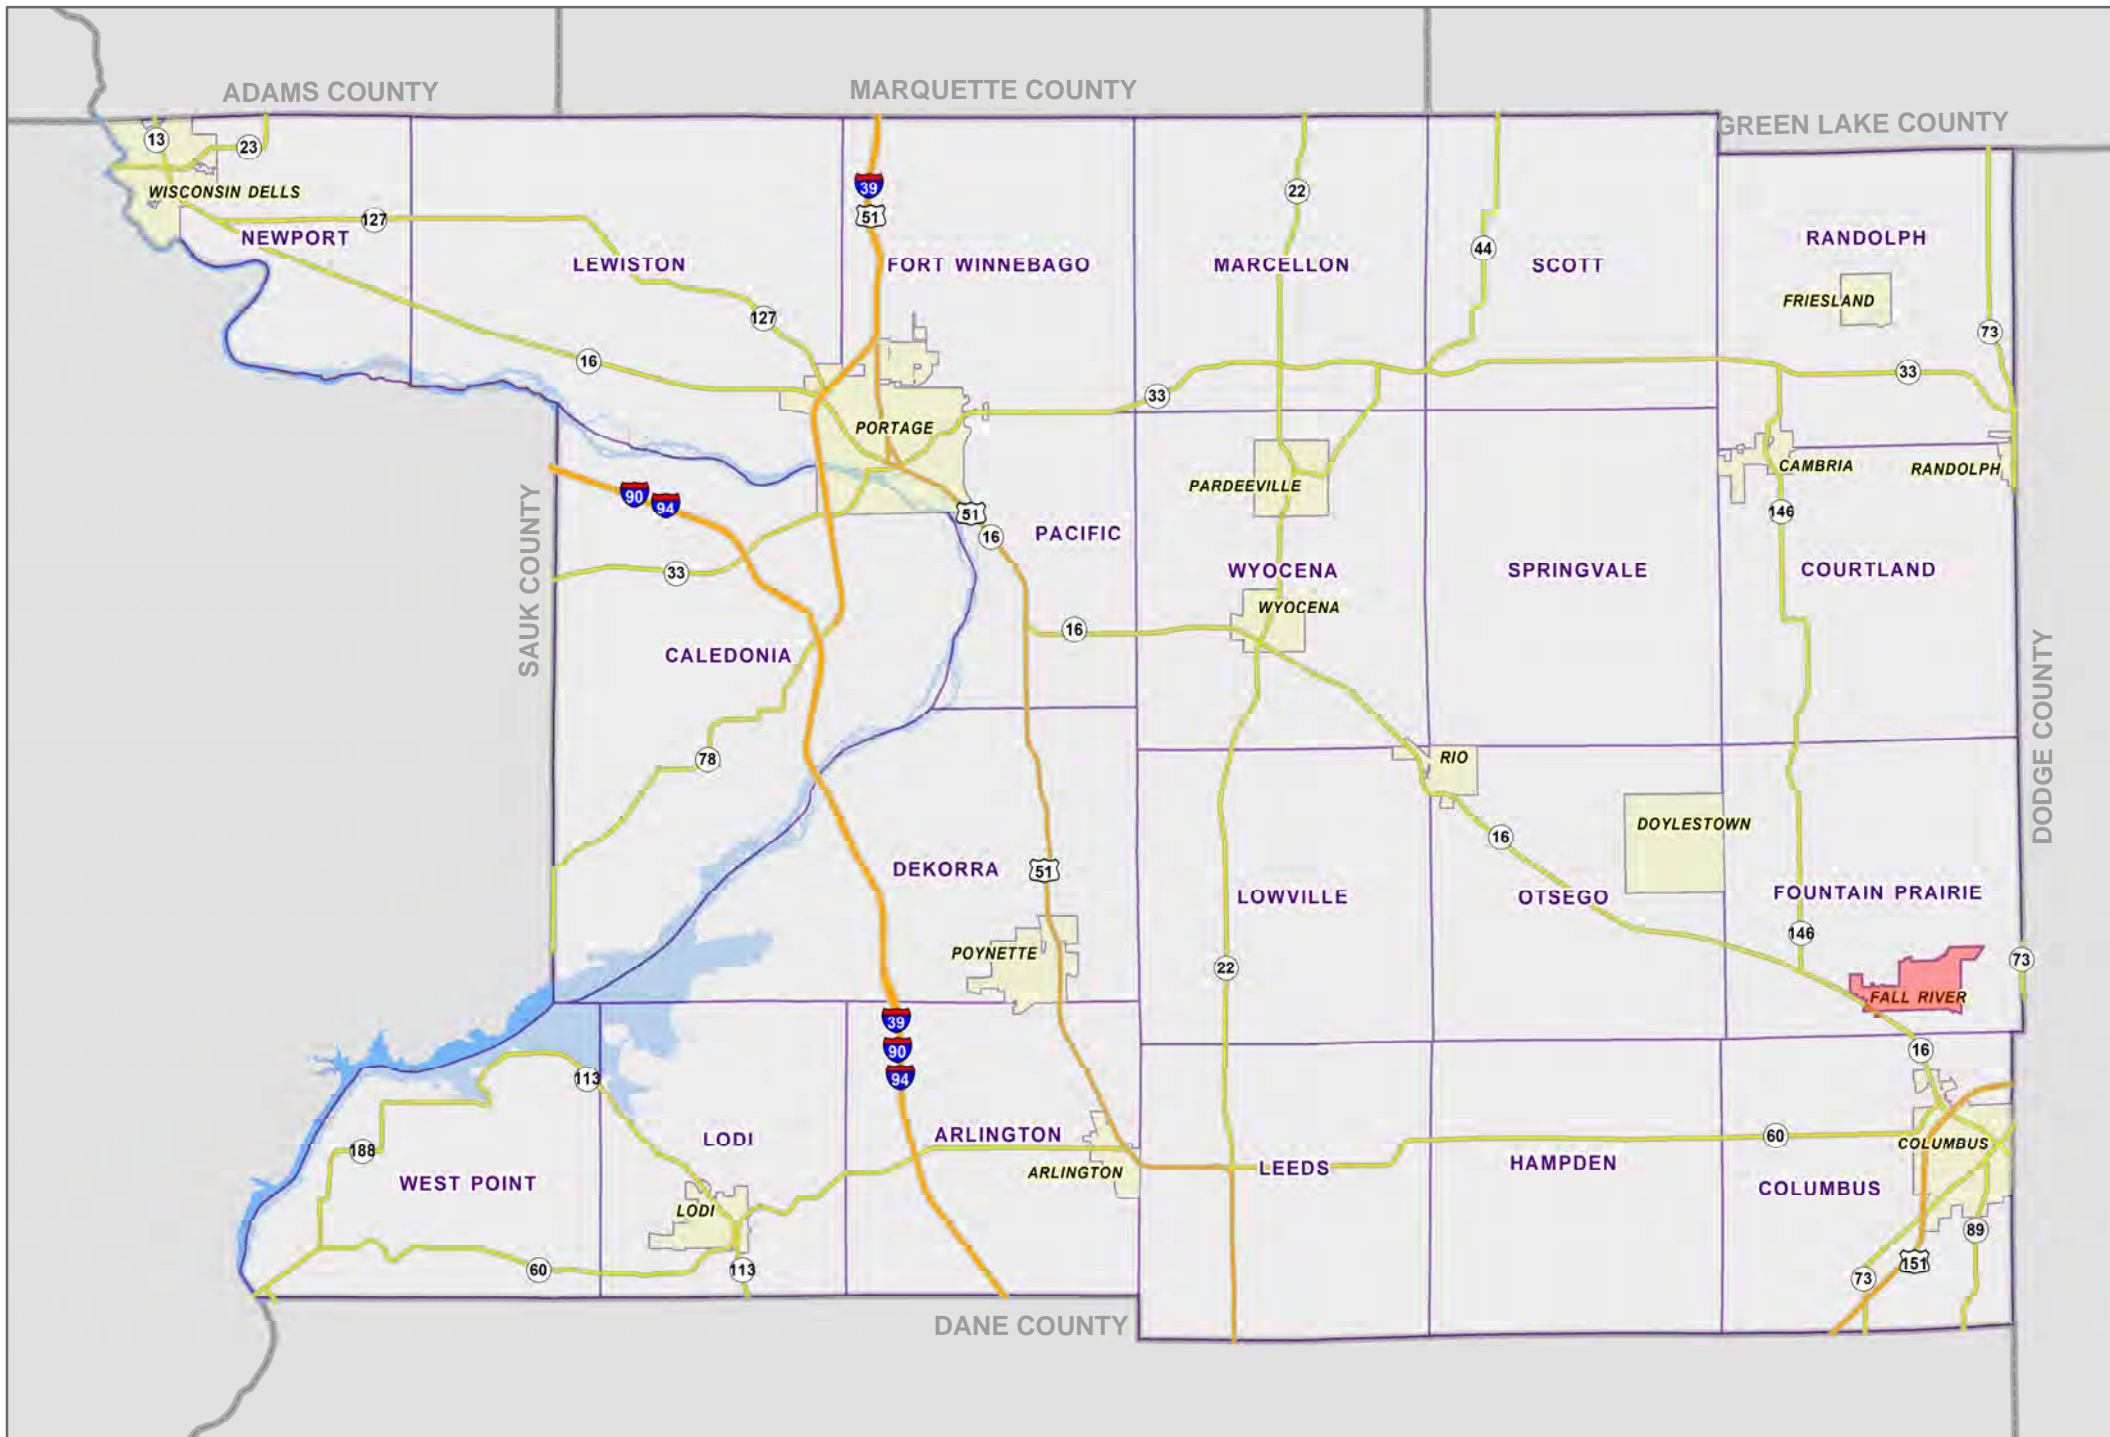 ADAMS COUNTY
MARQUETTE COUNTY
GREEN LAKE COUNTY
13
23
39
WISCONSIN DELLS
22
51
127
NEWPORT
RANDOLPH
44
LEWISTON
FORT WINNEBAGO
MARCELLON
SCOTT
FRIESLAND
127
73
16
33
33
PORTAGE
CAMBRIA
RANDOLPH
PARDEEVILLE
90
94
51
146
16
PACIFIC
SAUK COUNTY
33
WYOCENA
SPRINGVALE
COURTLAND
WYOCENA
16
CALEDONIA
DODGE COUNTY
78
RIO
DOYLESTOWN
16
DEKORRA
51
LOWVILLE
OTSEGO
FOUNTAIN PRAIRIE
146
POYNETTE
22
73
FALL RIVER
39
90
16
94
113
LODI
ARLINGTON
60
COLUMBUS
188
ARLINGTON
LEEDS
HAMPDEN
WEST POINT
COLUMBUS
LODI
89
60
113
151
73
DANE COUNTY